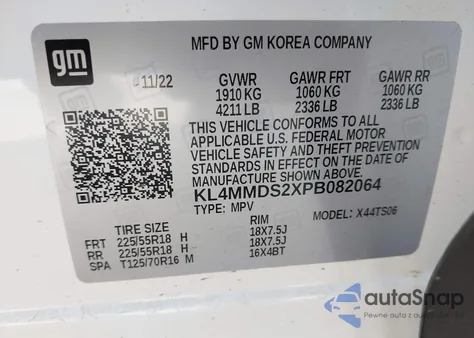 gm
MFD BY GM KOREA COMPANY
11/22 GVWR GAWR FRT GAWR RR
1910 KG 1060 KG 1060 KG
4211 LB 2336 LB 2336 LB
THIS VEHICLE CONFORMS TO ALL
APPLICABLE U.S. FEDERAL MOTOR
VEHICLE SAFETY AND THEFT PREVENTION
STANDARDS IN EFFECT ON THE DATE OF
MANUFACTURE SHOWN ABOVE.
KL4MMDS2XPB082064
TYPE: MPV MODEL: X44TS06
TIRE SIZE RIM
FRT 225/55R18 H 18X7.5J
RR 225/55R18 H 18X7.5J
SPA T125/70R16 M 16X4BT
autoSnap
Pewne auto z